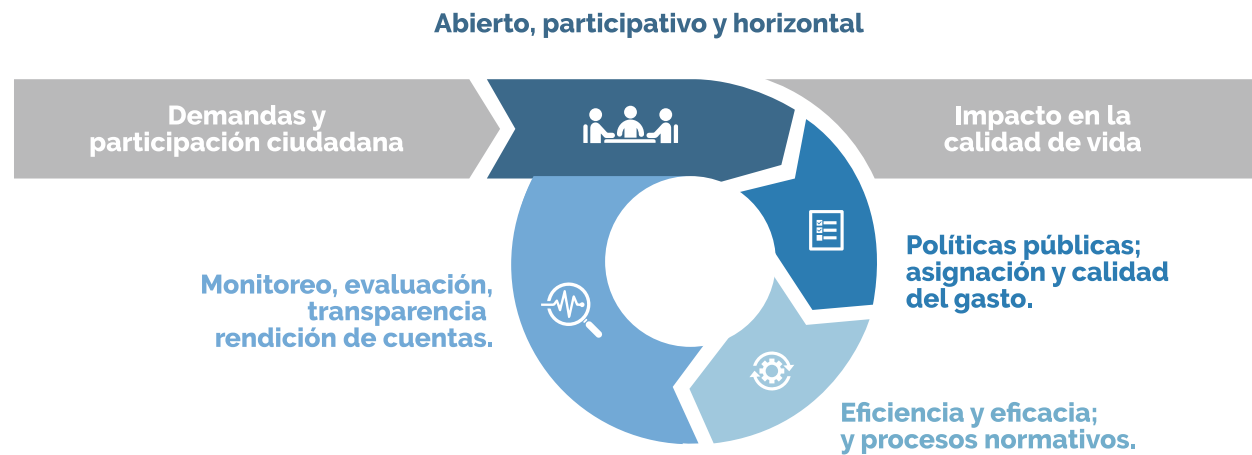 Abierto, participativo y horizontal
Demandas y
participación ciudadana
Impacto en la
calidad de vida
Políticas públicas;
asignación y calidad
del gasto.
Eficiencia y eficacia;
y procesos normativos.
Monitoreo, evaluación,
transparencia
rendición de cuentas.